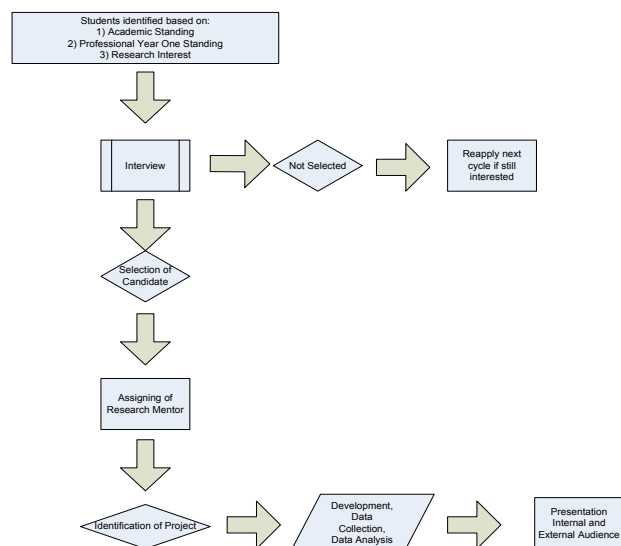 Students identified based on:
1) Academic Standing
2) Professional Year One Standing
3) Research Interest
Interview
Not Selected
Reapply next
cycle if still
interested
Selection of
Candidate
Assigning of
Research Mentor
Identification of Project
Development,
Data
Collection,
Data Analysis
Presentation
Internal and
External Audience